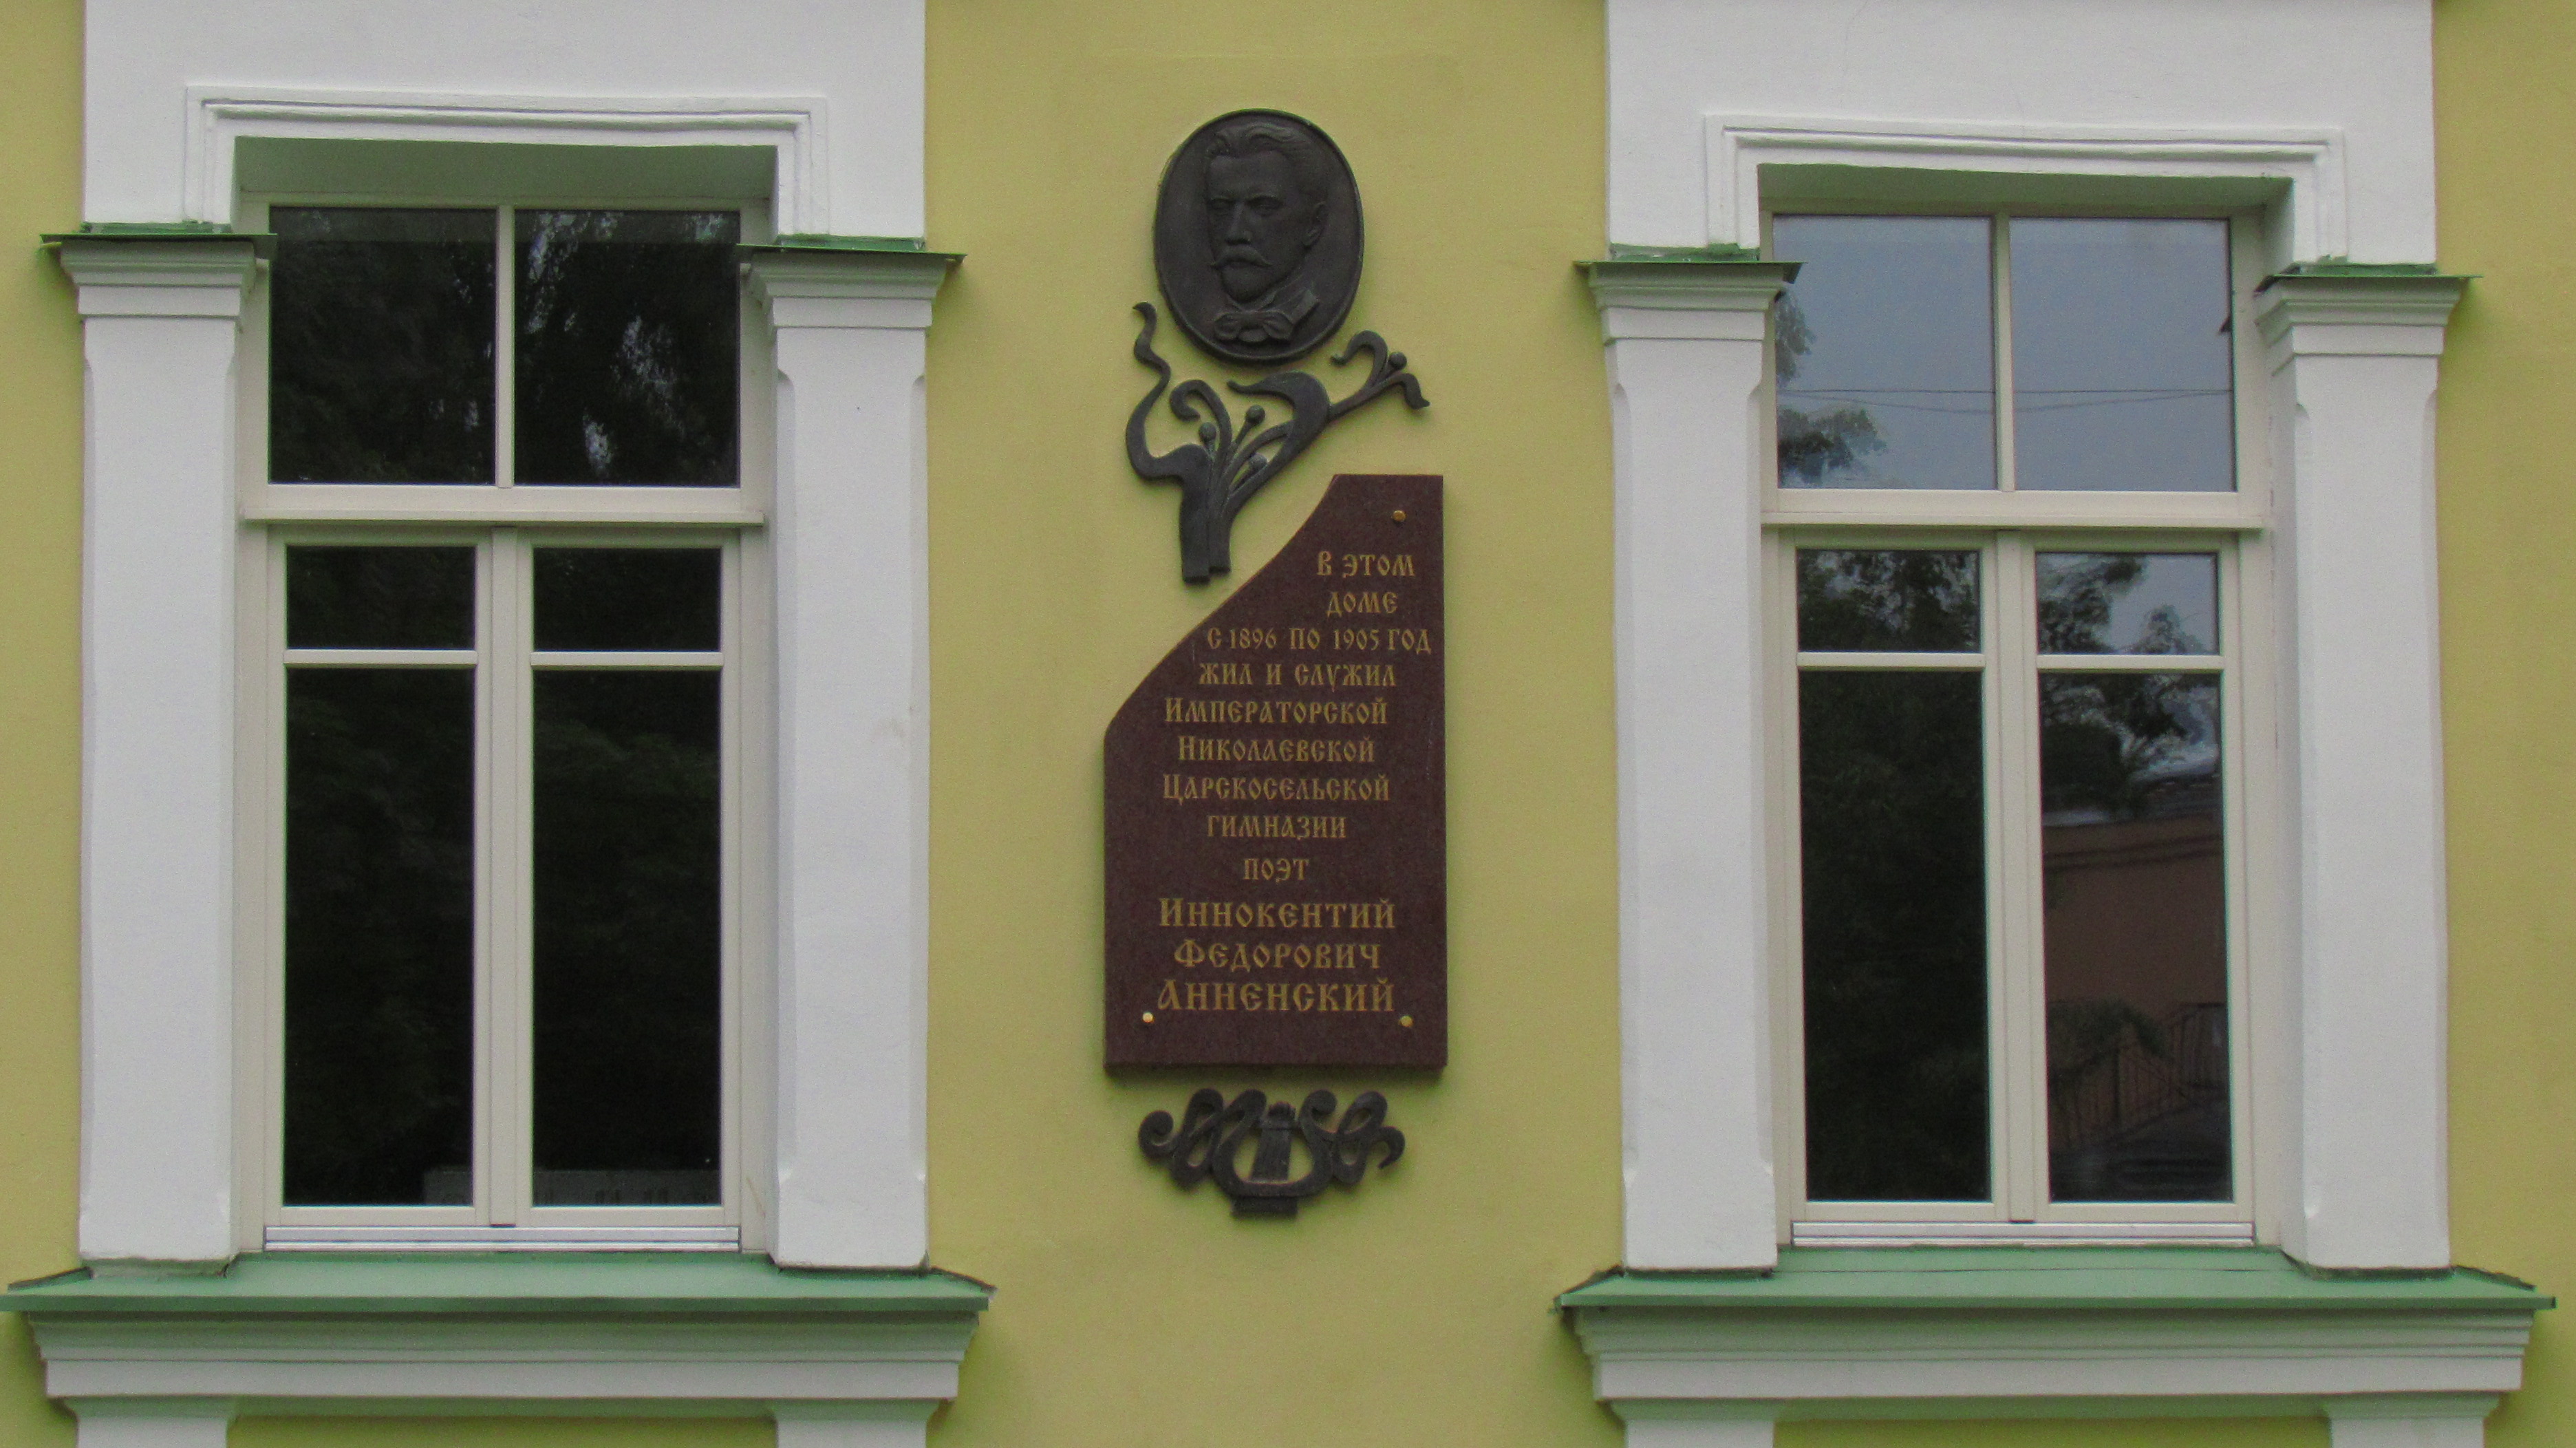 В ЭТОМ
ДОМЕ
С 1896 ПО 1905 ГОД
ЖИЛ И СЛУЖИЛ
ИМПЕРАТОРСКОЙ
НИКОЛАЕВСКОЙ
ЦАРСКОСЕЛЬСКОЙ
ГИМНАЗИИ
ПОЭТ
ИННОКЕНТИЙ
ФЕДОРОВИЧ
АННЕНСКИЙ